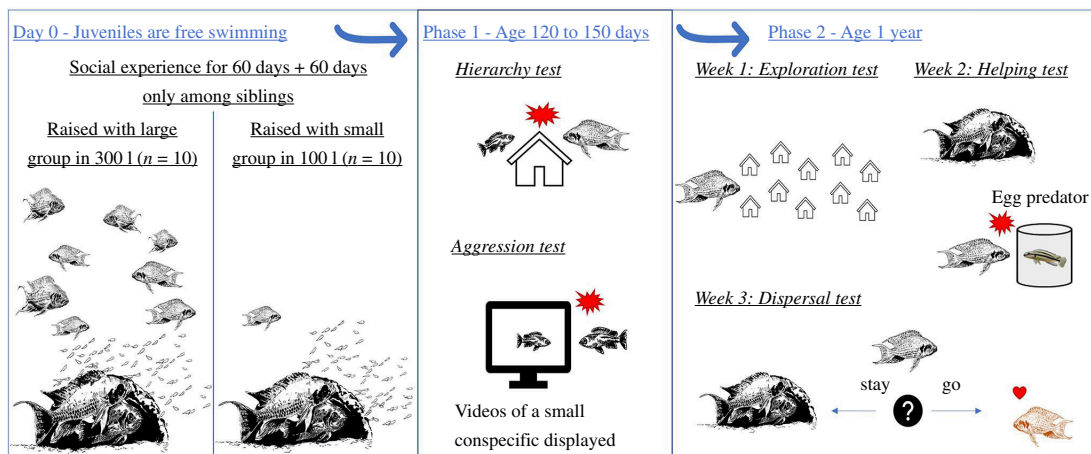 Day 0 - Juveniles are free swimming
Social experience for 60 days + 60 days
only among siblings
Raised with large
group in 300 l (n = 10)
Raised with small
group in 100 l (n = 10)
Phase 1 - Age 120 to 150 days
Hierarchy test
Aggression test
Videos of a small
conspecific displayed
Phase 2 - Age 1 year
Week 1: Exploration test
Week 2: Helping test
Egg predator
Week 3: Dispersal test
stay
go
?